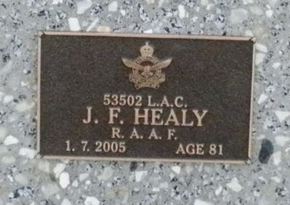 53502 L.A.C.
J. F. HEALY
R. A. A. F.
1. 7. 2005 AGE 81